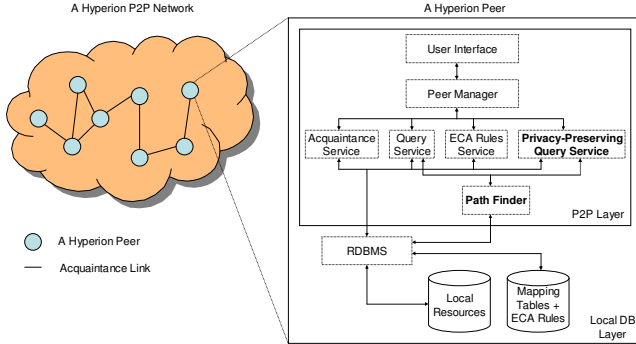 A Hyperion P2P Network
A Hyperion Peer
User Interface
Peer Manager
Acquaintance
Service
Query
Service
ECA Rules
Service
Privacy-Preserving
Query Service
Path Finder
P2P Layer
RDBMS
Local
Resources
Mapping
Tables +
ECA Rules
Local DB
Layer
A Hyperion Peer
Acquaintance Link